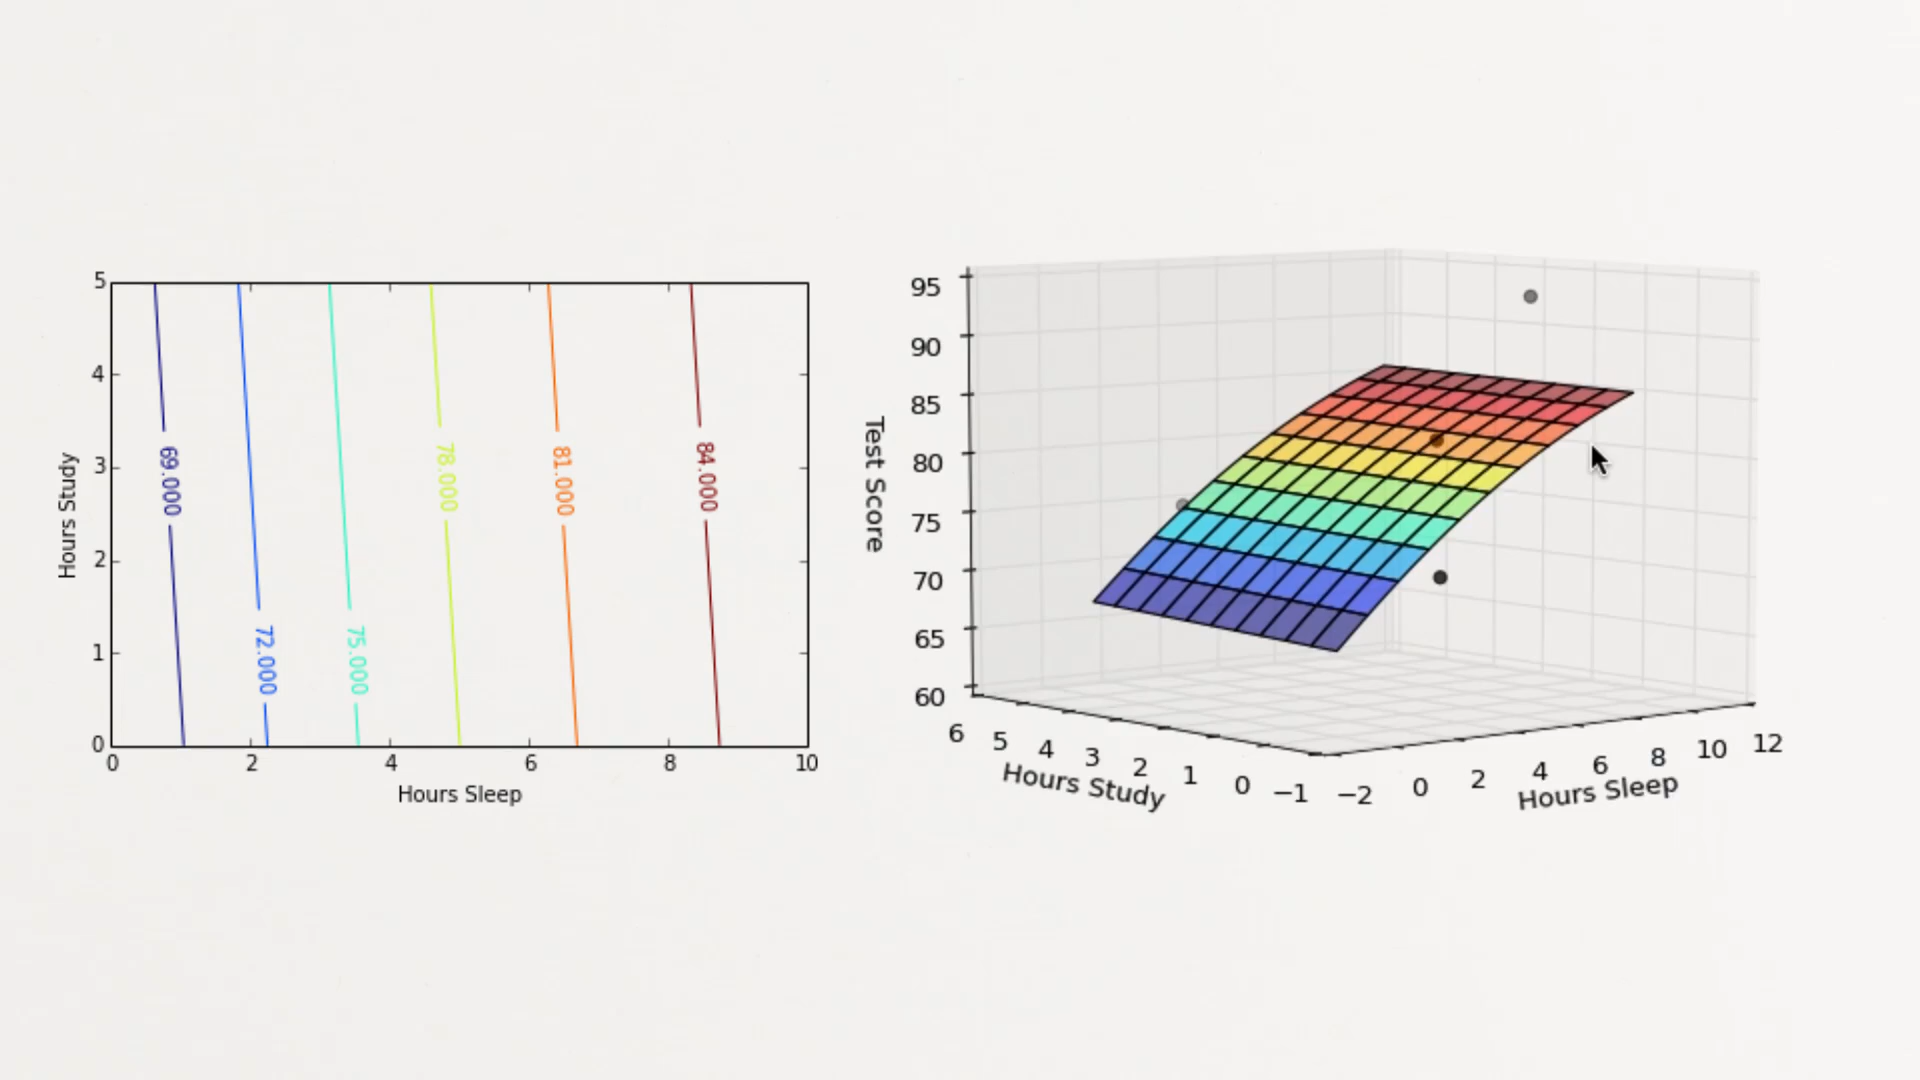 5
4
3
2
1
0
0 2 4 6 8 10
Hours Study
Hours Sleep
69.000
72.000
75.000
78.000
81.000
84.000
95
90
85
80
75
70
65
60
Test Score
6 5 4 3 2 1 0 −1
Hours Study
−2 0 2 4 6 8 10 12
Hours Sleep